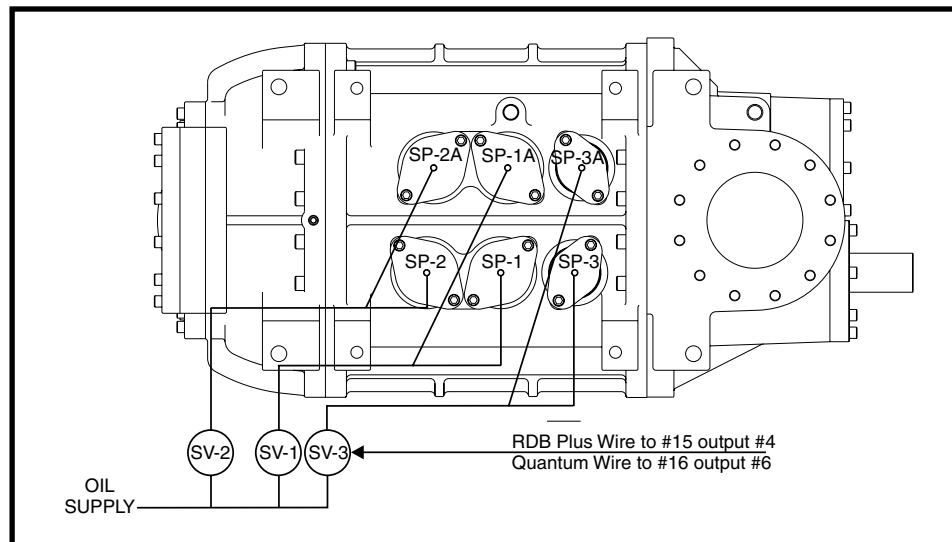 SP-2A
SP-1A
SP-3A
SP-2
SP-1
SP-3
SV-2
SV-1
SV-3
RDB Plus Wire to #15 output #4
Quantum Wire to #16 output #6
OIL
SUPPLY